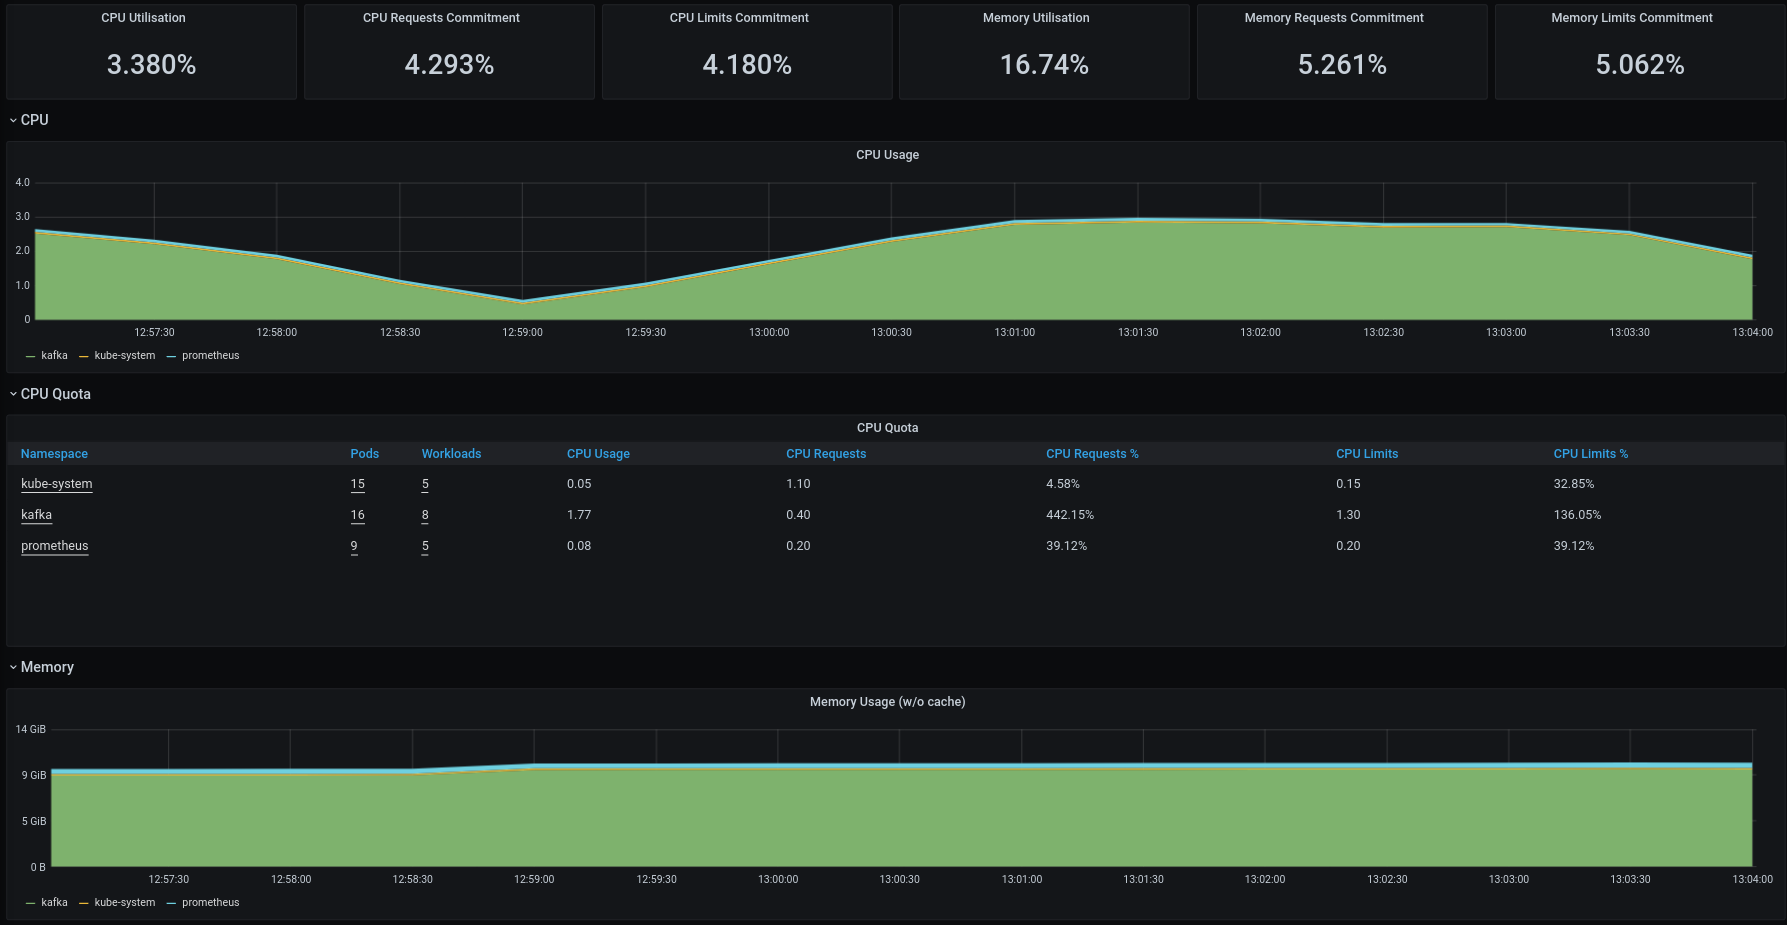 CPU Utilisation CPU Requests Commitment CPU Limits Commitment Memory Utilisation Memory Requests Commitment Memory Limits Commitment
3.380% 4.293% 4.180% 16.74% 5.261% 5.062%
CPU
CPU Usage
4.0
3.0
2.0
1.0
0
12:57:30 12:58:00 12:58:30 12:59:00 12:59:30 13:00:00 13:00:30 13:01:00 13:01:30 13:02:00 13:02:30 13:03:00 13:03:30 13:04:00
kafka kube-system prometheus
CPU Quota
CPU Quota
Namespace Pods Workloads CPU Usage CPU Requests CPU Requests % CPU Limits CPU Limits %
kube-system 15 5 0.05 1.10 4.58% 0.15 32.85%
kafka 16 8 1.77 0.40 442.15% 1.30 136.05%
prometheus 9 5 0.08 0.20 39.12% 0.20 39.12%
Memory
Memory Usage (w/o cache)
14 GiB
9 GiB
5 GiB
0 B
12:57:30 12:58:00 12:58:30 12:59:00 12:59:30 13:00:00 13:00:30 13:01:00 13:01:30 13:02:00 13:02:30 13:03:00 13:03:30 13:04:00
kafka kube-system prometheus